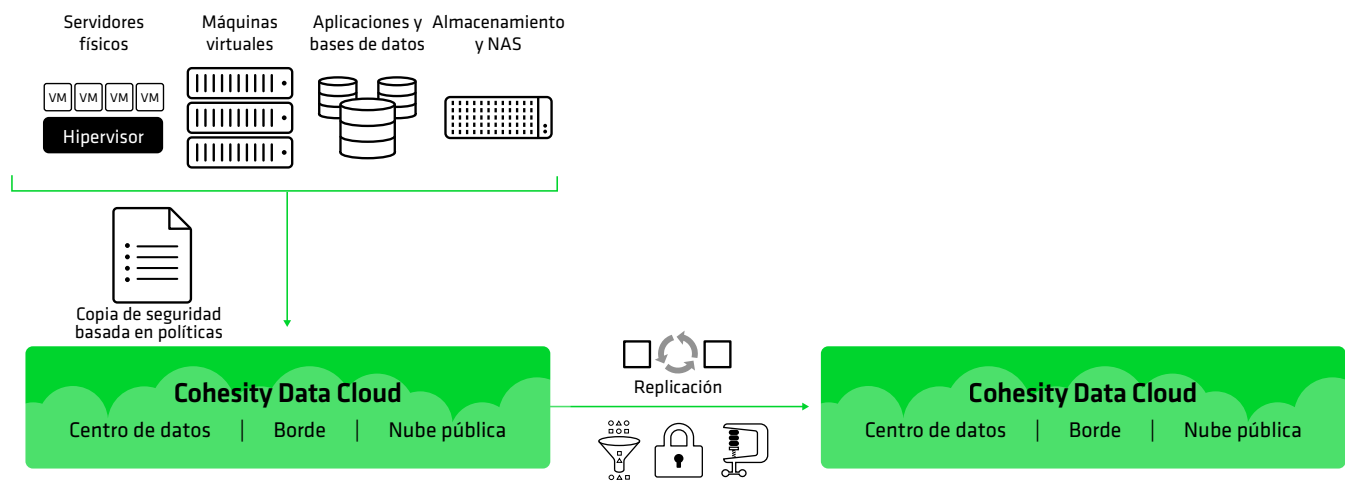 Servidores
físicos
Máquinas
virtuales
Aplicaciones y
bases de datos
Almacenamiento
y NAS
VM VM VM VM
Hipervisor
Copia de seguridad
basada en políticas
Cohesity Data Cloud
Centro de datos | Borde | Nube pública
Replicación
Cohesity Data Cloud
Centro de datos | Borde | Nube pública